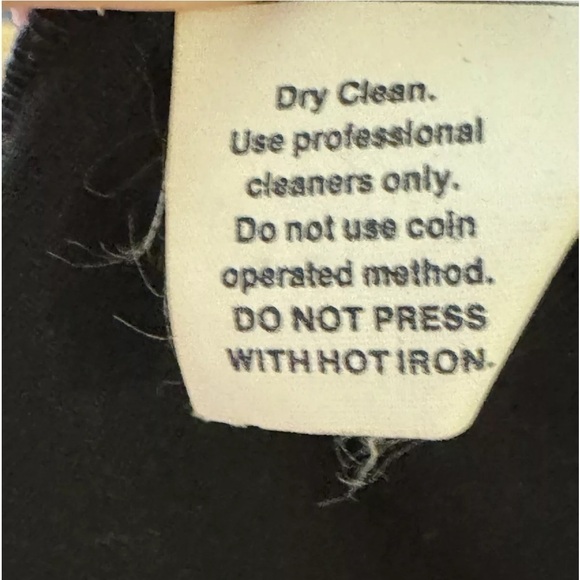 Dry Clean.
Use professional
cleaners only.
Do not use coin
operated method.
DO NOT PRESS
WITH HOT IRON.